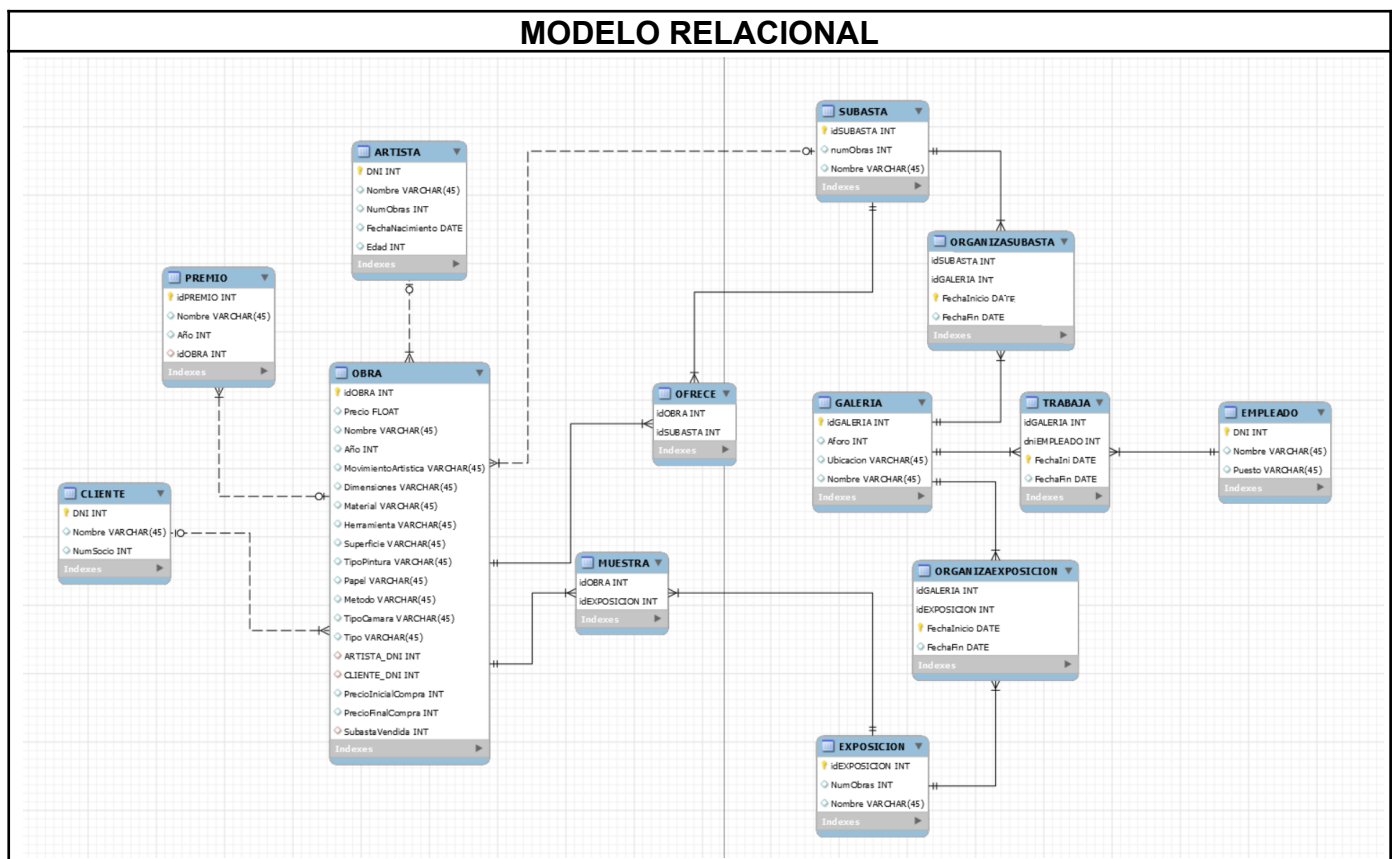 MODELO RELACIONAL
SUBASTA
idSUBASTA INT
numObras INT
Nombre VARCHAR(45)
Indexes
ARTISTA
DNI INT
Nombre VARCHAR(45)
NumObras INT
FechaNacimiento DATE
Edad INT
Indexes
ORGANIZASUBASTA
idSUBASTA INT
idGALERIA INT
FechaInicio DATE
FechaFin DATE
Indexes
PREMIO
idPREMIO INT
Nombre VARCHAR(45)
Año INT
idOBRA INT
Indexes
OBRA
idOBRA INT
Precio FLOAT
Nombre VARCHAR(45)
Año INT
MovimientoArtistica VARCHAR(45)
Dimensiones VARCHAR(45)
Material VARCHAR(45)
Herramienta VARCHAR(45)
Superficie VARCHAR(45)
TipoPintura VARCHAR(45)
Papel VARCHAR(45)
Metodo VARCHAR(45)
TipoCamara VARCHAR(45)
Tipo VARCHAR(45)
ARTISTA_DNI INT
CLIENTE_DNI INT
PrecioInicialCompra INT
PrecioFinalCompra INT
SubastaVendida INT
Indexes
OFRECE
idOBRA INT
idSUBASTA INT
Indexes
GALERIA
idGALERIA INT
Aforo INT
Ubicacion VARCHAR(45)
Nombre VARCHAR(45)
Indexes
TRABAJA
idGALERIA INT
dniEMPLEADO INT
FechaIni DATE
FechaFin DATE
Indexes
EMPLEADO
DNI INT
Nombre VARCHAR(45)
Puesto VARCHAR(45)
Indexes
CLIENTE
DNI INT
Nombre VARCHAR(45)
NumSocio INT
Indexes
MUESTRA
idOBRA INT
idEXPOSICION INT
Indexes
ORGANIZAEXPOSICION
idGALERIA INT
idEXPOSICION INT
FechaInicio DATE
FechaFin DATE
Indexes
EXPOSICION
idEXPOSICION INT
NumObras INT
Nombre VARCHAR(45)
Indexes